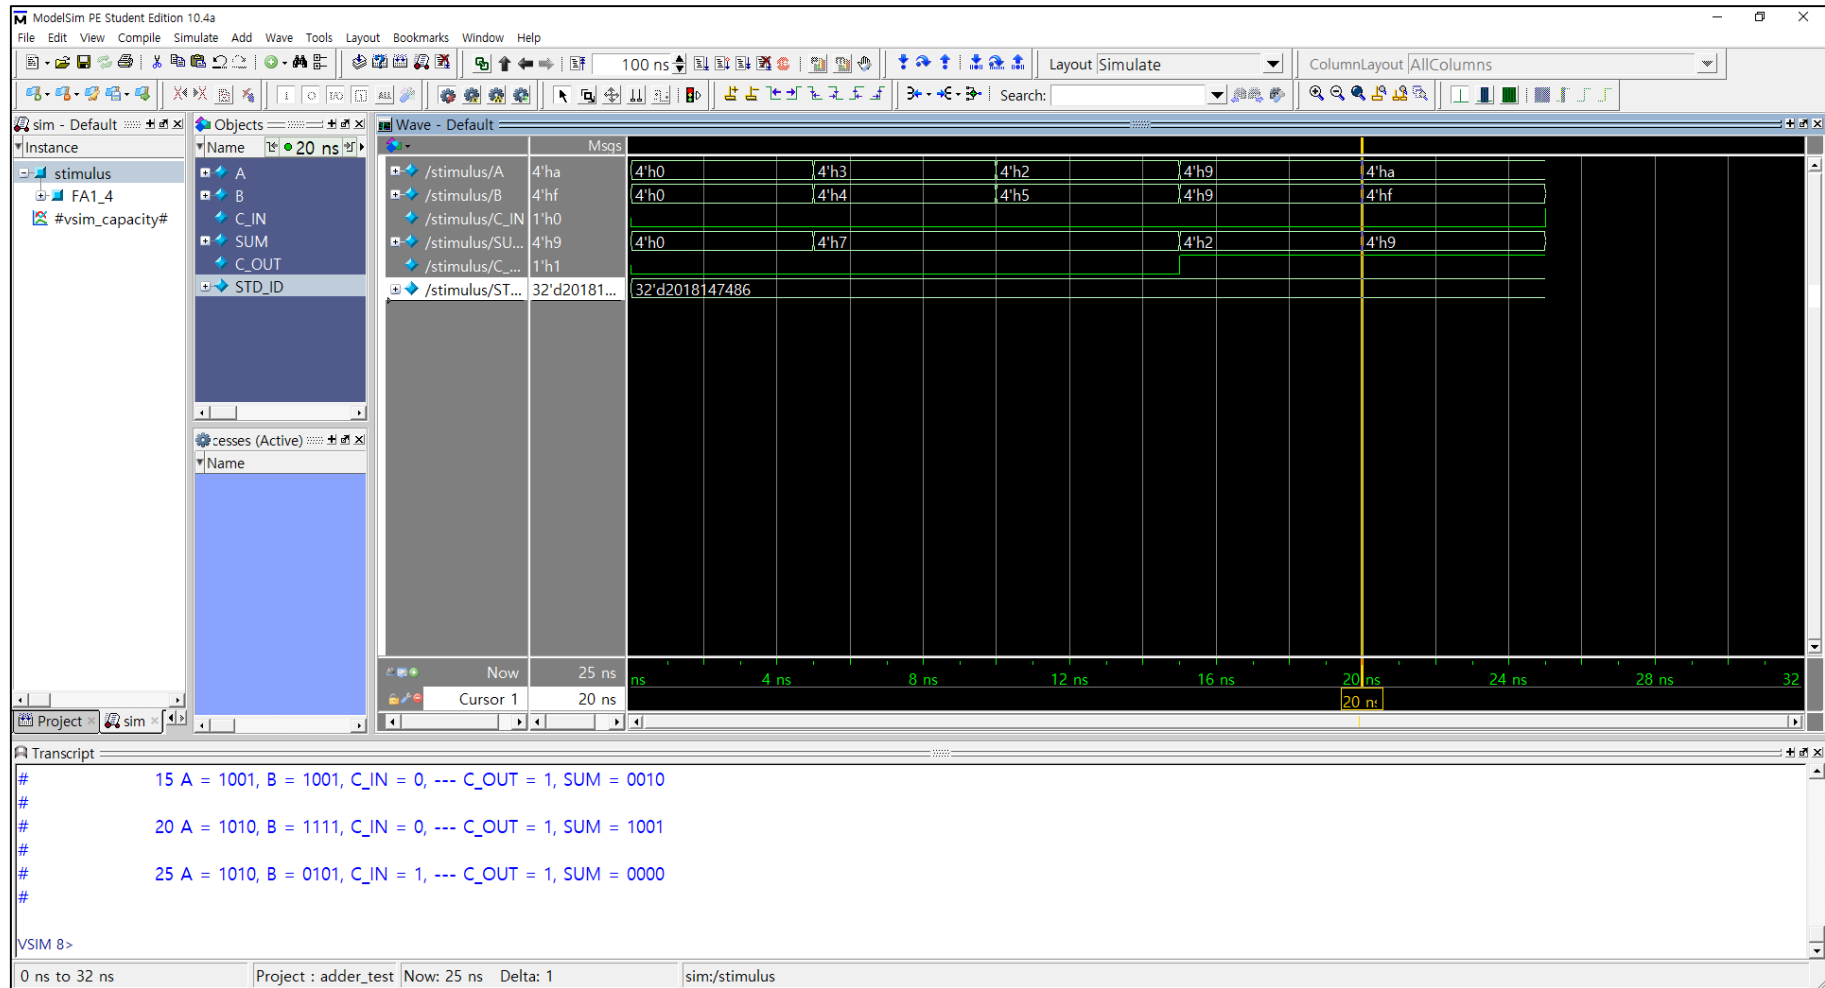 ModelSim PE Student Edition 10.4a
File Edit View Compile Simulate Add Wave Tools Layout Bookmarks Window Help
100 ns
Layout Simulate
ColumnLayout AllColumns
Search:
sim - Default
Objects
Wave - Default
Instance
Name
20 ns
Msgs
stimulus
FA1_4
#vsim_capacity#
A
B
C_IN
SUM
C_OUT
STD_ID
/stimulus/A 4'ha 4'h0 4'h3 4'h2 4'h9 4'ha
/stimulus/B 4'hf 4'h0 4'h4 4'h5 4'h9 4'hf
/stimulus/C_IN 1'h0
/stimulus/SU... 4'h9 4'h0 4'h7 4'h2 4'h9
/stimulus/C_... 1'h1
/stimulus/ST... 32'd20181... 32'd2018147486
cesses (Active)
Name
Now 25 ns
ns 4 ns 8 ns 12 ns 16 ns 20 ns 24 ns 28 ns 32
Cursor 1 20 ns
20 ns
Project sim
Transcript
# 15 A = 1001, B = 1001, C_IN = 0, --- C_OUT = 1, SUM = 0010
#
# 20 A = 1010, B = 1111, C_IN = 0, --- C_OUT = 1, SUM = 1001
#
# 25 A = 1010, B = 0101, C_IN = 1, --- C_OUT = 1, SUM = 0000
#
VSIM 8>
0 ns to 32 ns Project : adder_test Now: 25 ns Delta: 1 sim:/stimulus